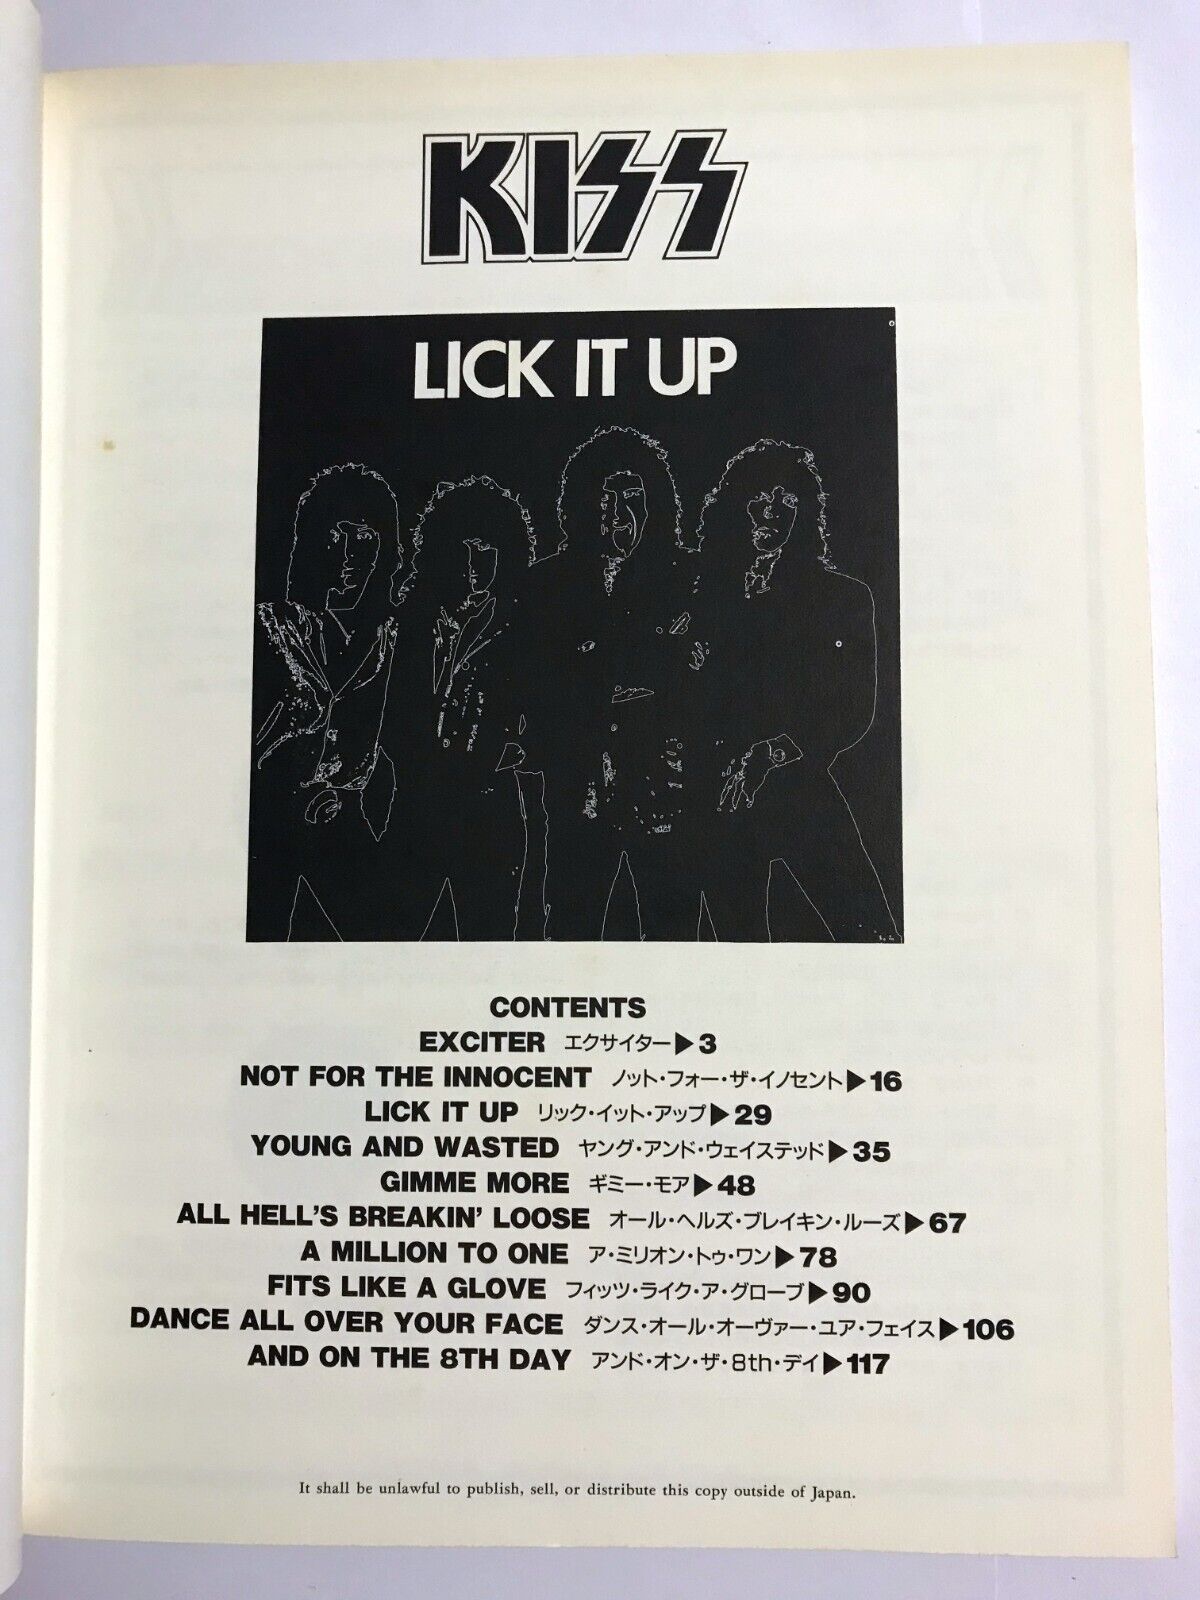 KISS
LICK IT UP
CONTENTS
EXCITER エクサイター▶3
NOT FOR THE INNOCENT ノット・フォー・ザ・イノセント▶16
LICK IT UP リック・イット・アップ▶29
YOUNG AND WASTED ヤング・アンド・ウェイステッド▶35
GIMME MORE ギミー・モア▶48
ALL HELL'S BREAKIN' LOOSE オール・ヘルズ・ブレイキン・ルーズ▶67
A MILLION TO ONE ア・ミリオン・トゥ・ワン▶78
FITS LIKE A GLOVE フィッツ・ライク・ア・グローブ▶90
DANCE ALL OVER YOUR FACE ダンス・オール・オーヴァー・ユア・フェイス▶106
AND ON THE 8TH DAY アンド・オン・ザ・8th・デイ▶117
It shall be unlawful to publish, sell, or distribute this copy outside of Japan.